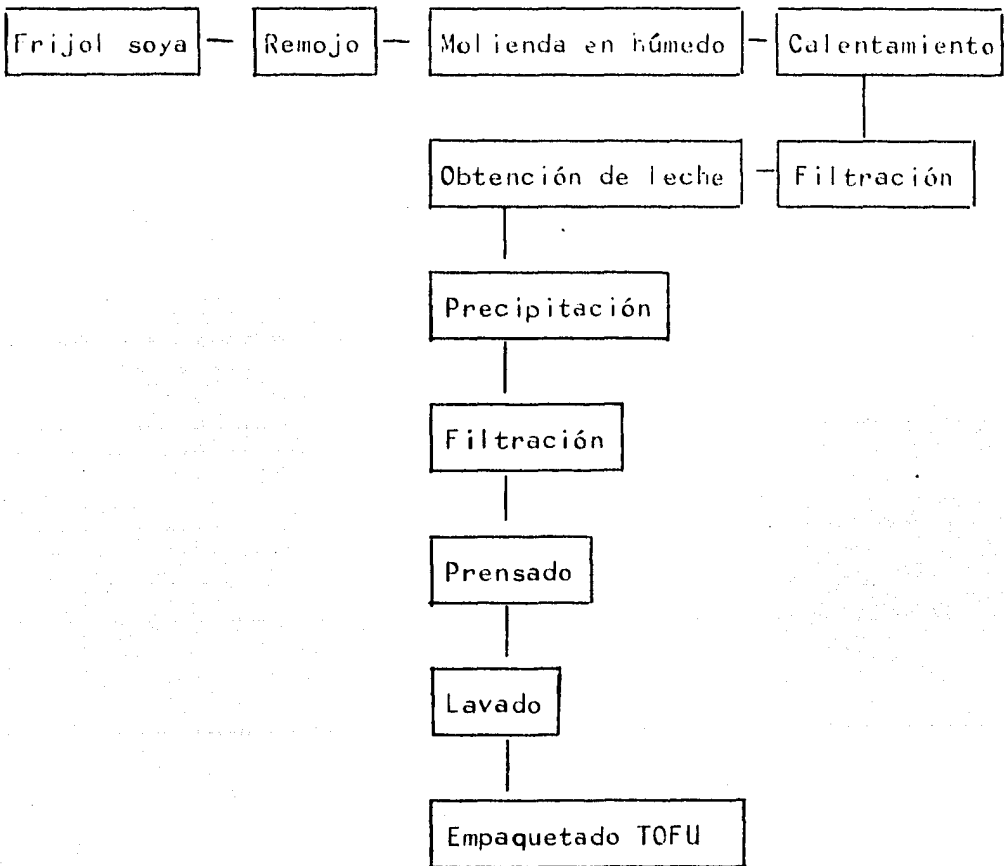 Frijol soya
Remojo
Molienda en húmedo
Calentamiento
Filtración
Obtención de leche
Precipitación
Filtración
Prensado
Lavado
Empaquetado TOFU